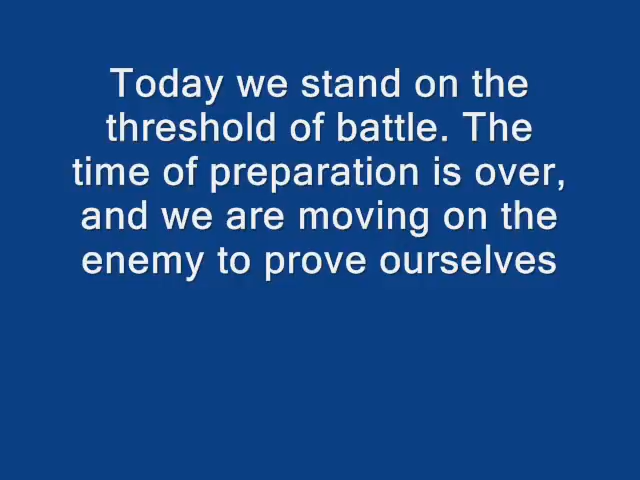 Today we stand on the
threshold of battle. The
time of preparation is over,
and we are moving on the
enemy to prove ourselves